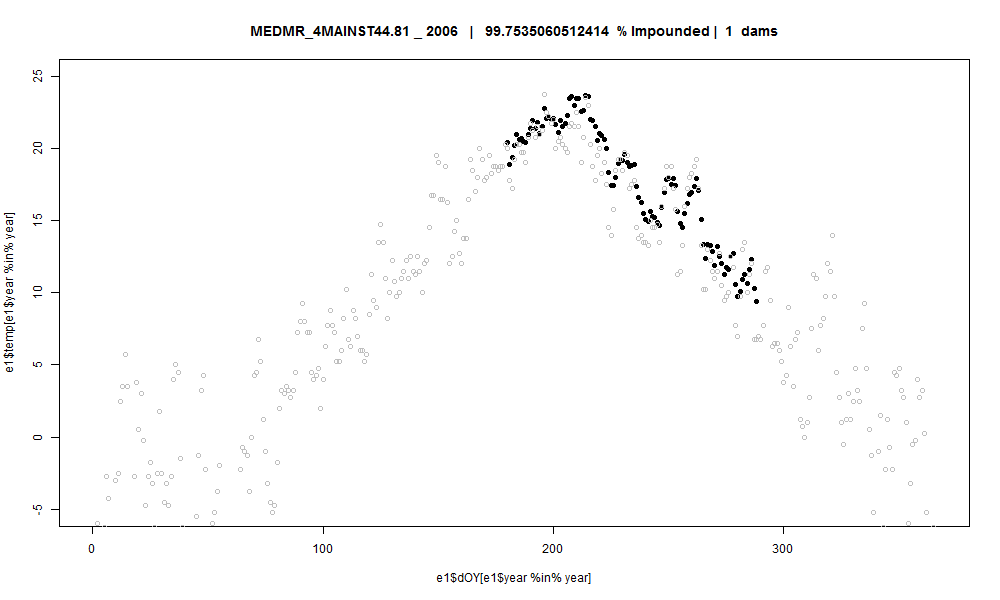 MEDMR_4MAINST44.81 _ 2006 | 99.7535060512414 % Impounded | 1 dams
25
20
15
10
5
0
-5
e1$temp[e1$year %in% year]
0 100 200 300
e1$dOY[e1$year %in% year]